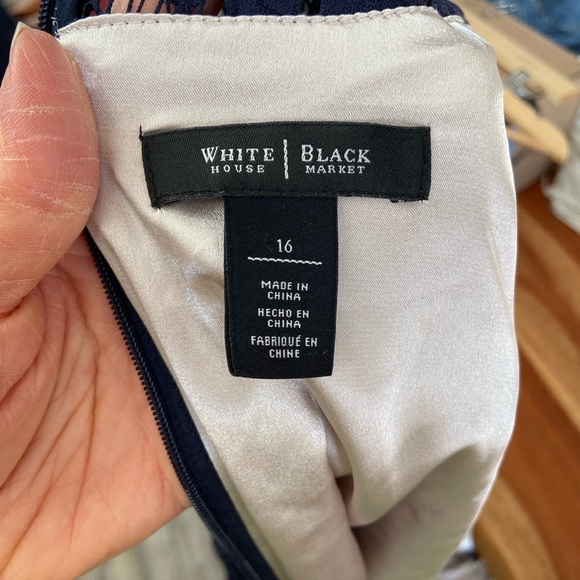 WHITE | BLACK
HOUSE MARKET
16
MADE IN
CHINA
HECHO EN
CHINA
FABRIQUÉ EN
CHINE